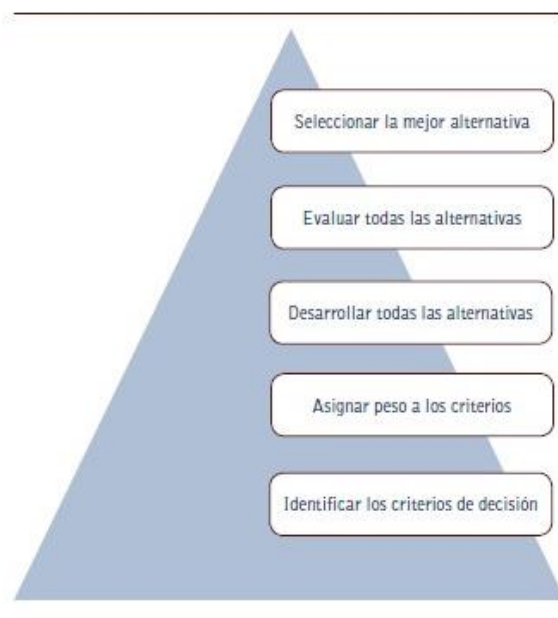 Seleccionar la mejor alternativa
Evaluar todas las alternativas
Desarrollar todas las alternativas
Asignar peso a los criterios
Identificar los criterios de decisión